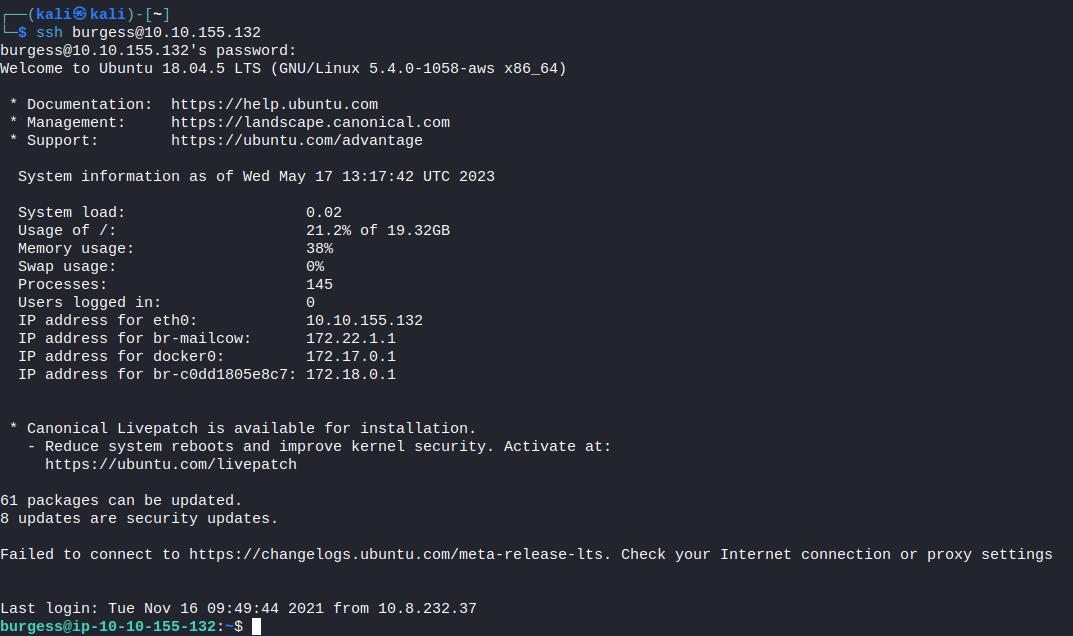 ┌──(kali㉿kali)-[~]
└─$ ssh burgess@10.10.155.132
burgess@10.10.155.132's password:
Welcome to Ubuntu 18.04.5 LTS (GNU/Linux 5.4.0-1058-aws x86_64)

 * Documentation:  https://help.ubuntu.com
 * Management:     https://landscape.canonical.com
 * Support:        https://ubuntu.com/advantage

  System information as of Wed May 17 13:17:42 UTC 2023

  System load:                    0.02
  Usage of /:                     21.2% of 19.32GB
  Memory usage:                   38%
  Swap usage:                     0%
  Processes:                      145
  Users logged in:                0
  IP address for eth0:            10.10.155.132
  IP address for br-mailcow:      172.22.1.1
  IP address for docker0:         172.17.0.1
  IP address for br-c0dd1805e8c7: 172.18.0.1

 * Canonical Livepatch is available for installation.
   - Reduce system reboots and improve kernel security. Activate at:
     https://ubuntu.com/livepatch

61 packages can be updated.
8 updates are security updates.

Failed to connect to https://changelogs.ubuntu.com/meta-release-lts. Check your Internet connection or proxy settings

Last login: Tue Nov 16 09:49:44 2021 from 10.8.232.37
burgess@ip-10-10-155-132:~$